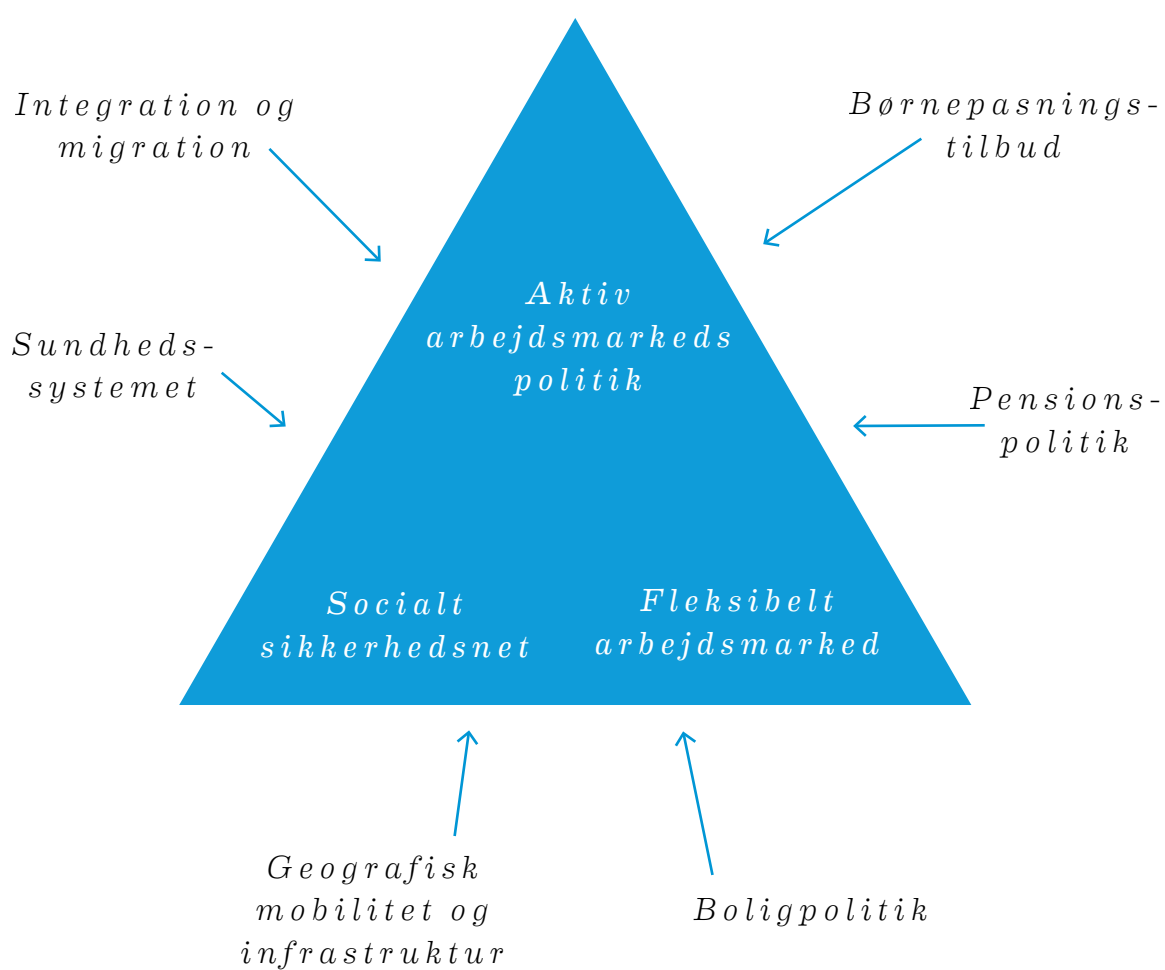 Integration og
migration
Børnepasnings-
tilbud
Aktiv
arbejdsmarkeds
politik
Sundheds-
systemet
Pensions-
politik
Socialt
sikkerhedsnet
Fleksibelt
arbejdsmarked
Geografisk
mobilitet og
infrastruktur
Boligpolitik